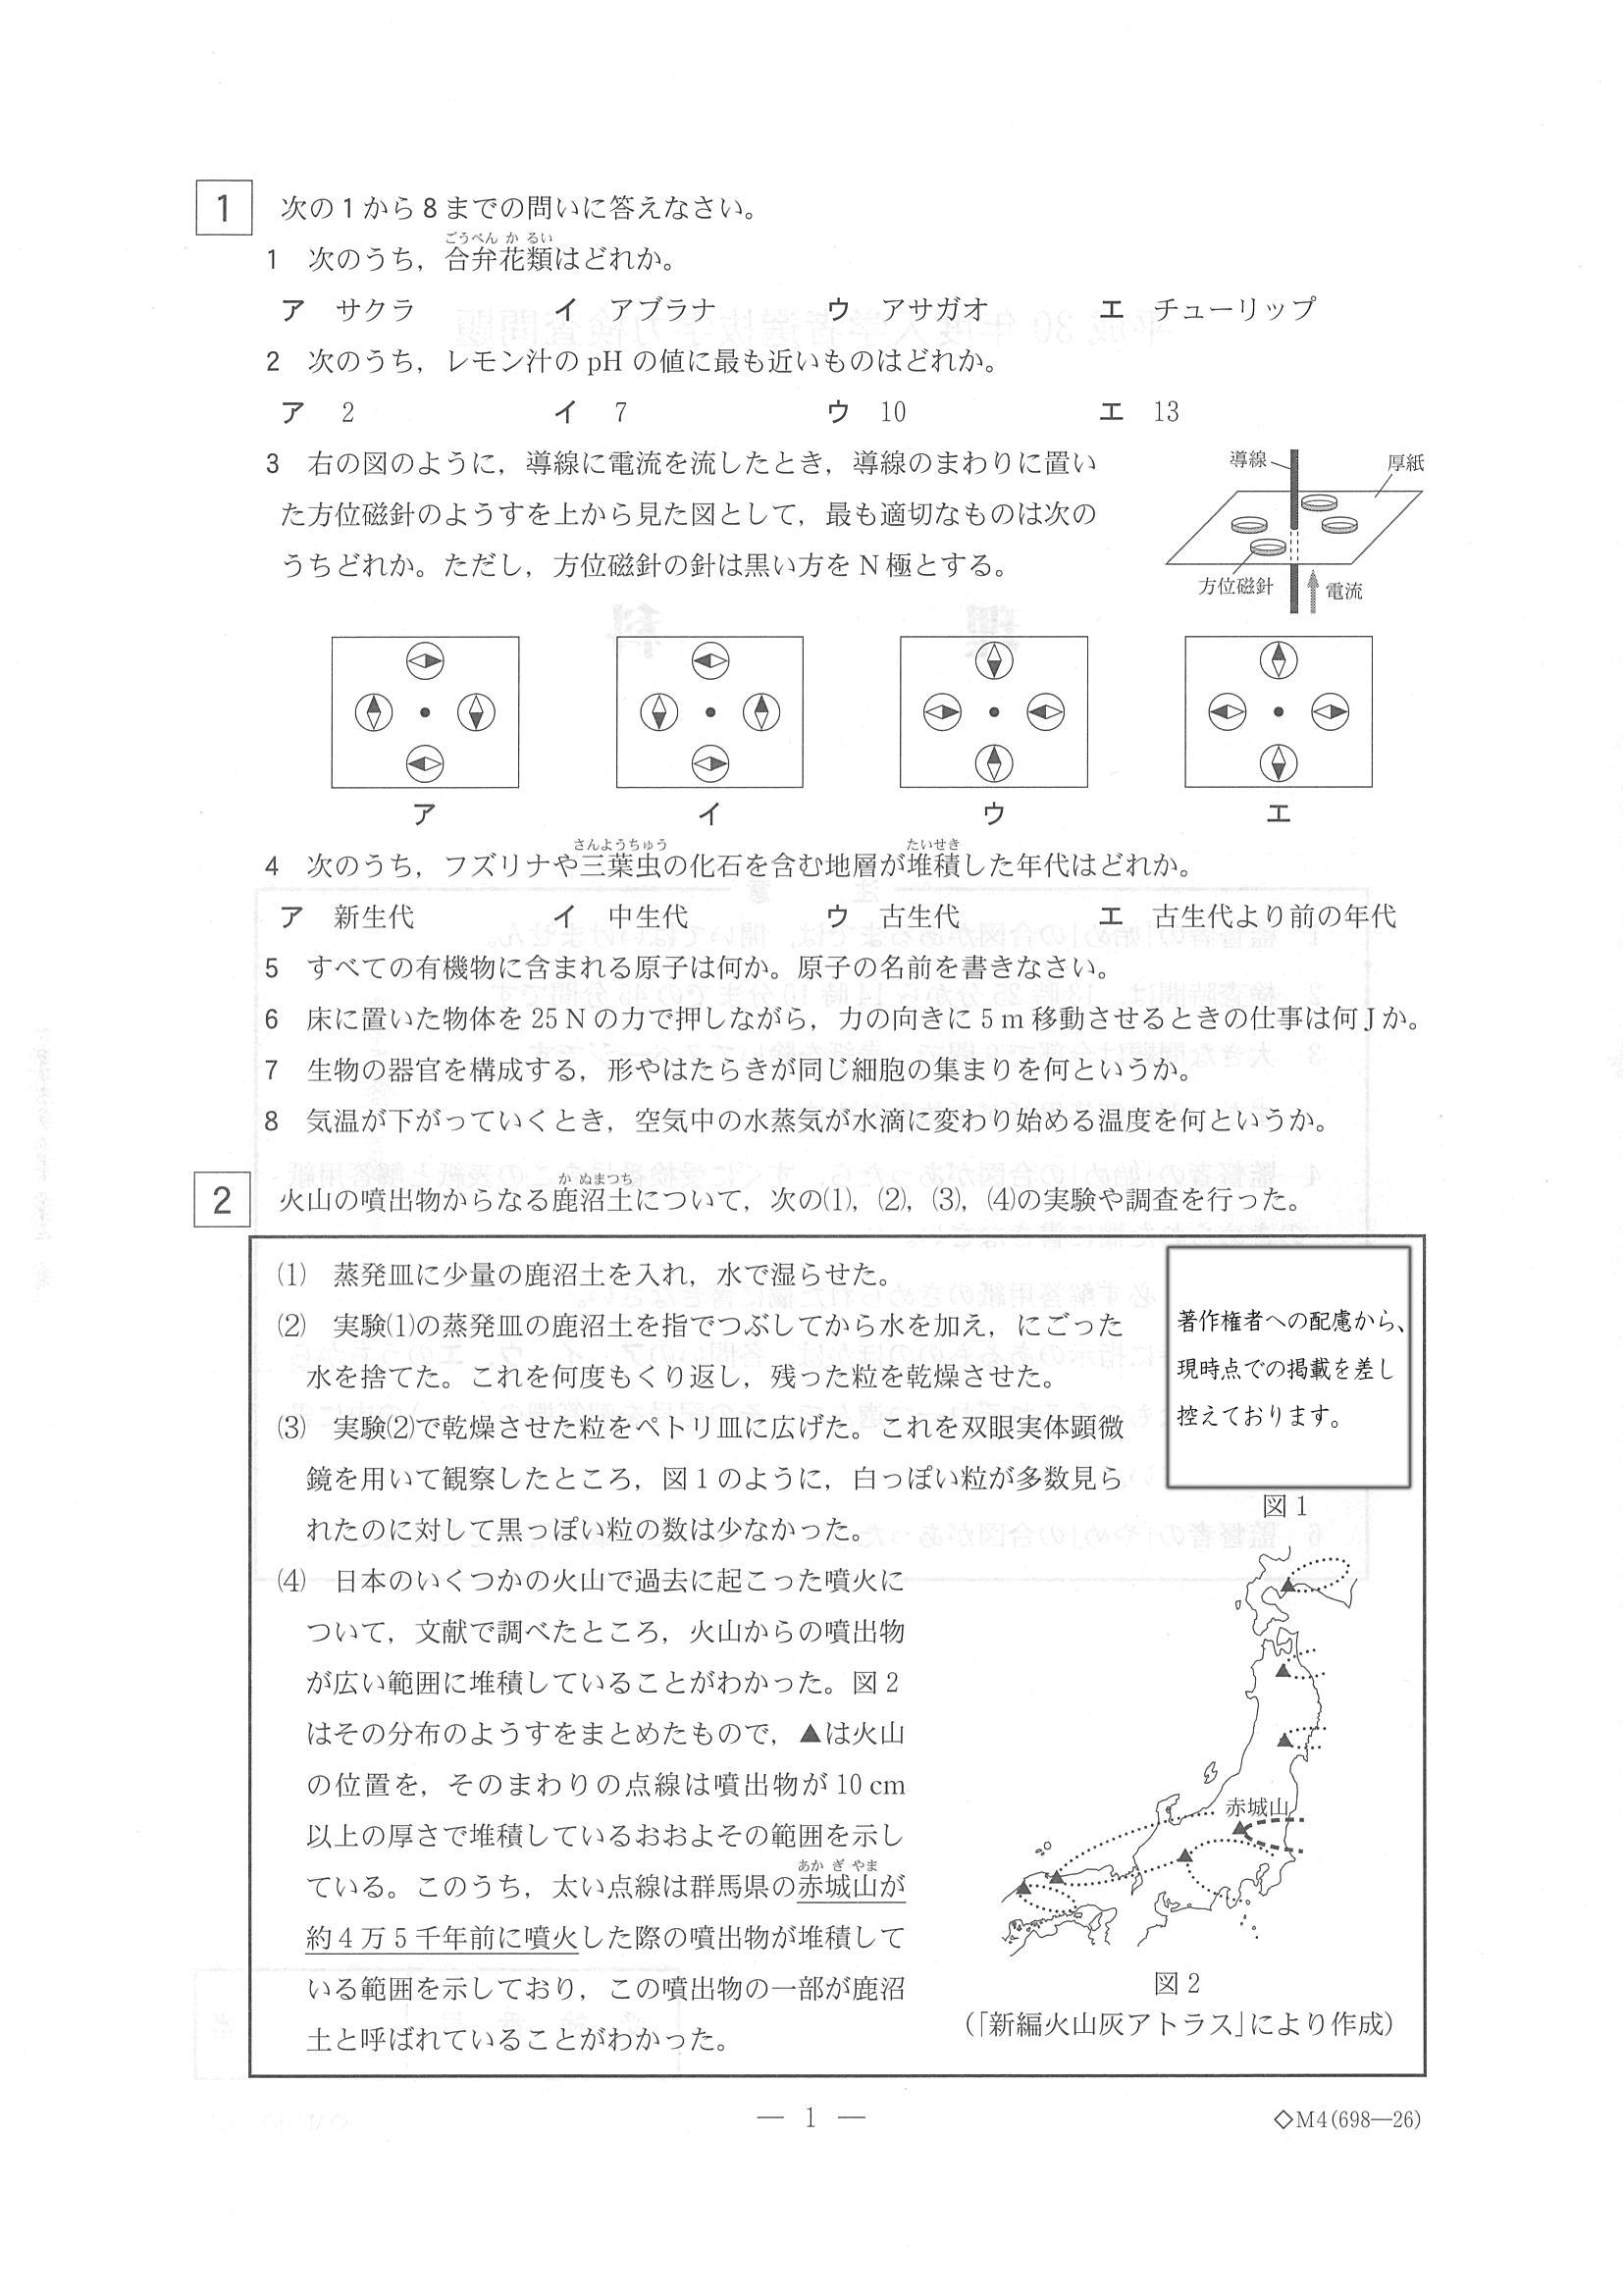 1 次の1から8までの問いに答えなさい。
ごうべん か るい
1 次のうち，合弁花類はどれか。
ア サクラ イ アブラナ ウ アサガオ エ チューリップ
2 次のうち，レモン汁の pH の値に最も近いものはどれか。
ア 2 イ 7 ウ 10 エ 13
3 右の図のように，導線に電流を流したとき，導線のまわりに置い
た方位磁針のようすを上から見た図として，最も適切なものは次の
うちどれか。ただし，方位磁針の針は黒い方を N 極とする。
導線
厚紙
方位磁針
電流
ア イ ウ エ
さんようちゅう たいせき
4 次のうち，フズリナや三葉虫の化石を含む地層が堆積した年代はどれか。
ア 新生代 イ 中生代 ウ 古生代 エ 古生代より前の年代
5 すべての有機物に含まれる原子は何か。原子の名前を書きなさい。
6 床に置いた物体を 25 N の力で押しながら，力の向きに 5 m 移動させるときの仕事は何 J か。
7 生物の器官を構成する，形やはたらきが同じ細胞の集まりを何というか。
8 気温が下がっていくとき，空気中の水蒸気が水滴に変わり始める温度を何というか。
か ぬまつち
2 火山の噴出物からなる鹿沼土について，次の⑴，⑵，⑶，⑷の実験や調査を行った。
⑴ 蒸発皿に少量の鹿沼土を入れ，水で湿らせた。
⑵ 実験⑴の蒸発皿の鹿沼土を指でつぶしてから水を加え，にごった
水を捨てた。これを何度もくり返し，残った粒を乾燥させた。
⑶ 実験⑵で乾燥させた粒をペトリ皿に広げた。これを双眼実体顕微
鏡を用いて観察したところ，図1のように，白っぽい粒が多数見ら
れたのに対して黒っぽい粒の数は少なかった。
著作権者への配慮から、
現時点での掲載を差し
控えております。
図1
⑷ 日本のいくつかの火山で過去に起こった噴火に
ついて，文献で調べたところ，火山からの噴出物
が広い範囲に堆積していることがわかった。図2
はその分布のようすをまとめたもので，▲は火山
の位置を，そのまわりの点線は噴出物が 10 cm
以上の厚さで堆積しているおおよその範囲を示し
あか ぎ やま
ている。このうち，太い点線は群馬県の赤城山が
約4万5千年前に噴火した際の噴出物が堆積して
いる範囲を示しており，この噴出物の一部が鹿沼
土と呼ばれていることがわかった。
赤城山
図2
（「新編火山灰アトラス」により作成）
― 1 ―
◇M4(698―26)